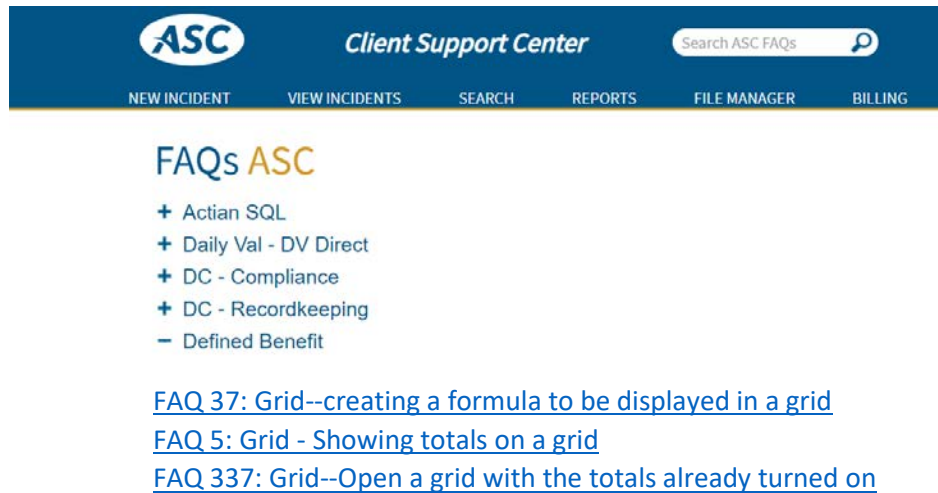 ASC Client Support Center Search ASC FAQs
NEW INCIDENT VIEW INCIDENTS SEARCH REPORTS FILE MANAGER BILLING
FAQs ASC
+ Actian SQL
+ Daily Val - DV Direct
+ DC - Compliance
+ DC - Recordkeeping
− Defined Benefit
FAQ 37: Grid--creating a formula to be displayed in a grid
FAQ 5: Grid - Showing totals on a grid
FAQ 337: Grid--Open a grid with the totals already turned on